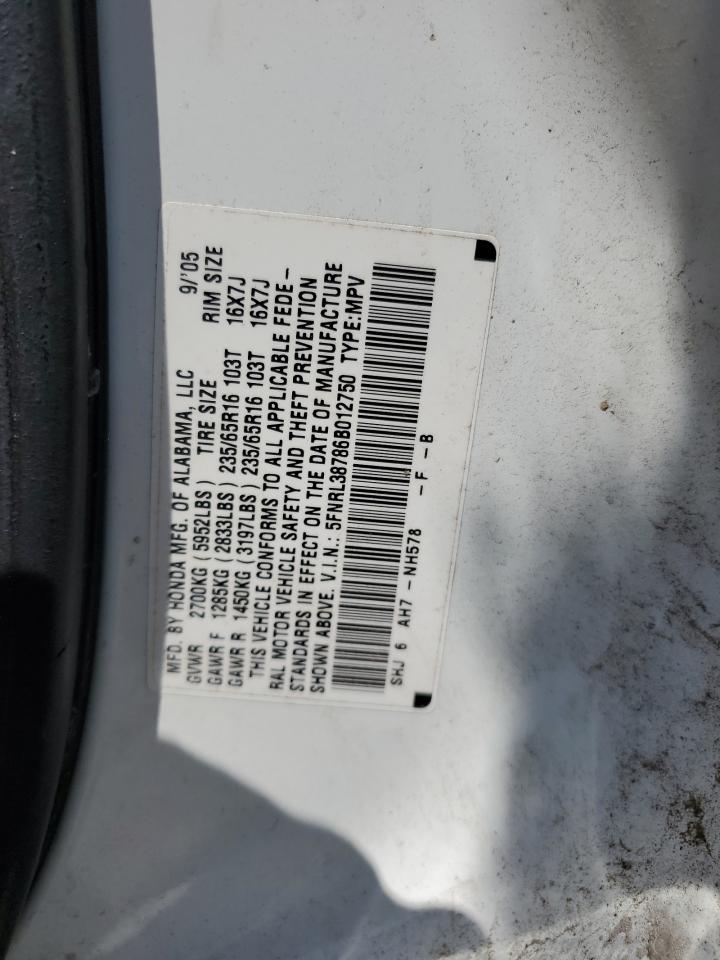 MFD. BY HONDA MFG. OF ALABAMA, LLC 9/'05
GVWR 2700KG (5952LBS) TIRE SIZE RIM SIZE
GAWR F 1285KG (2833LBS) 235/65R16 103T 16X7J
GAWR R 1450KG (3197LBS) 235/65R16 103T 16X7J
THIS VEHICLE CONFORMS TO ALL APPLICABLE FEDE-
RAL MOTOR VEHICLE SAFETY AND THEFT PREVENTION
STANDARDS IN EFFECT ON THE DATE OF MANUFACTURE
SHOWN ABOVE. V.I.N.: 5FNRL38786B012750 TYPE:MPV
SHJ 6 AH7 - NH578 - F - B